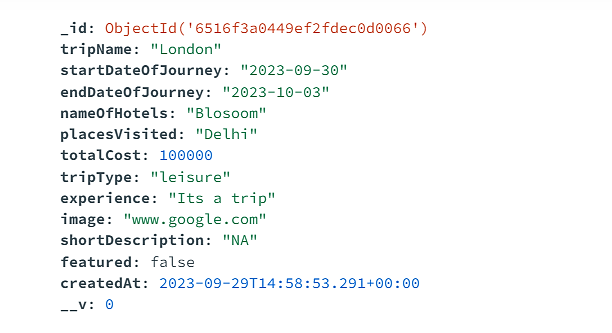 _id: ObjectId('6516f3a0449ef2fdec0d0066')
tripName: "London"
startDateOfJourney: "2023-09-30"
endDateOfJourney: "2023-10-03"
nameOfHotels: "Blosoom"
placesVisited: "Delhi"
totalCost: 100000
tripType: "leisure"
experience: "Its a trip"
image: "www.google.com"
shortDescription: "NA"
featured: false
createdAt: 2023-09-29T14:58:53.291+00:00
__v: 0